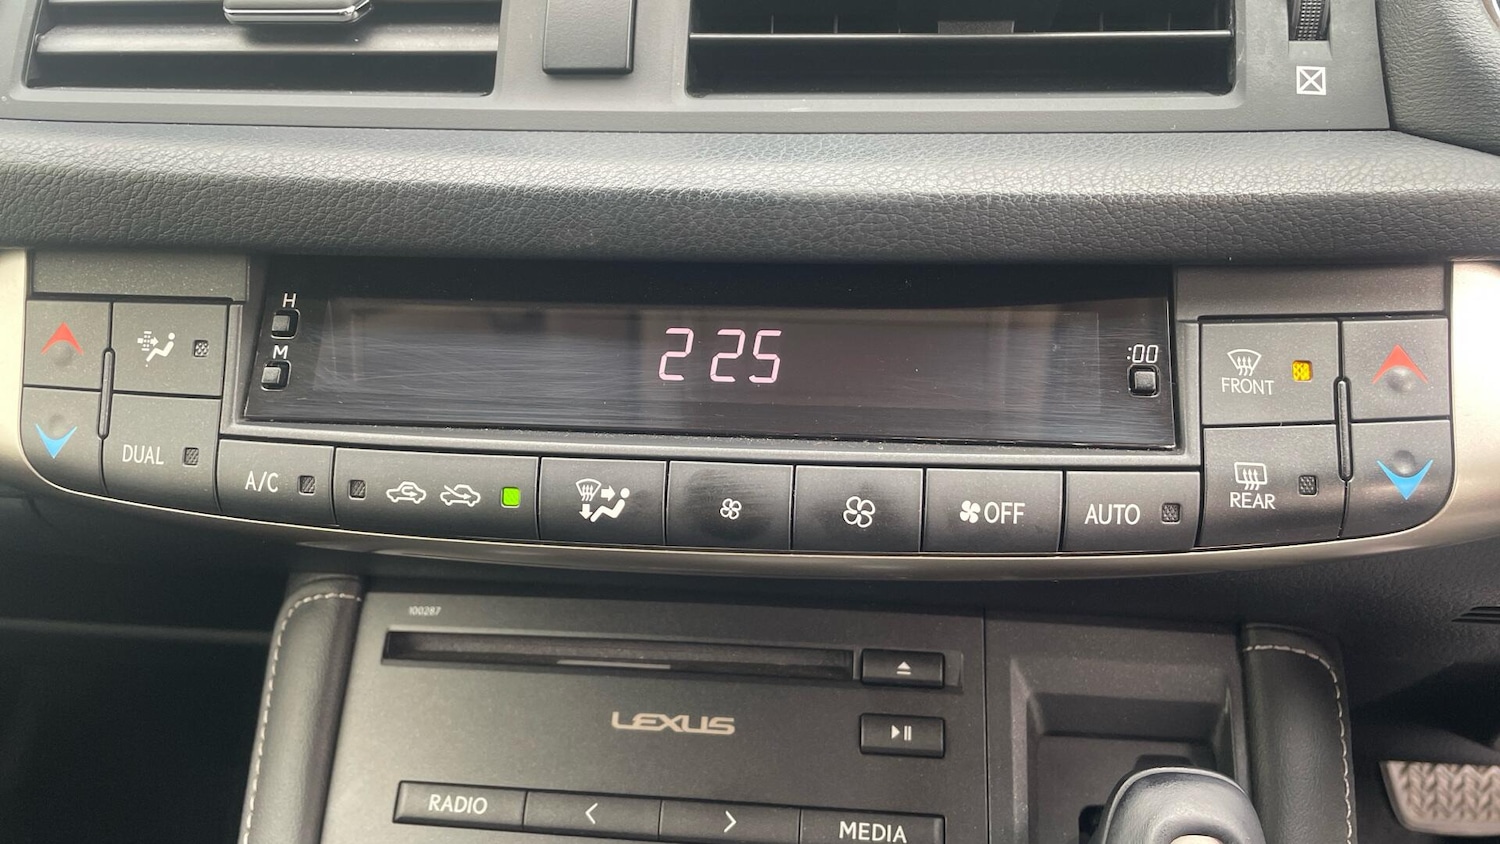 H
M
2 25
:00
FRONT
DUAL
A/C
OFF
AUTO
REAR
100287
LEXUS
RADIO
MEDIA